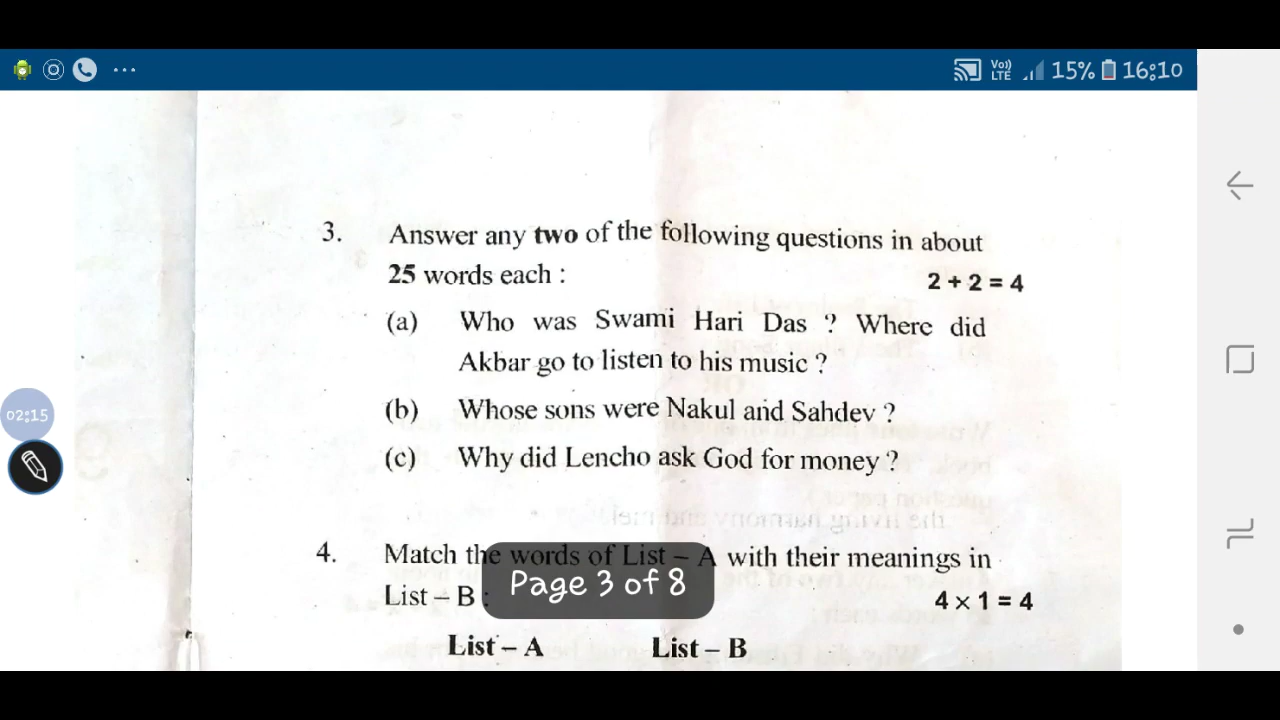 Vo))
LTE
15%
16:10
3. Answer any two of the following questions in about
25 words each :
2 + 2 = 4
(a) Who was Swami Hari Das ? Where did
Akbar go to listen to his music ?
(b) Whose sons were Nakul and Sahdev ?
02:15
(c) Why did Lencho ask God for money ?
4. Match the words of List – A with their meanings in
List – B :
Page 3 of 8
4 × 1 = 4
List – A List – B